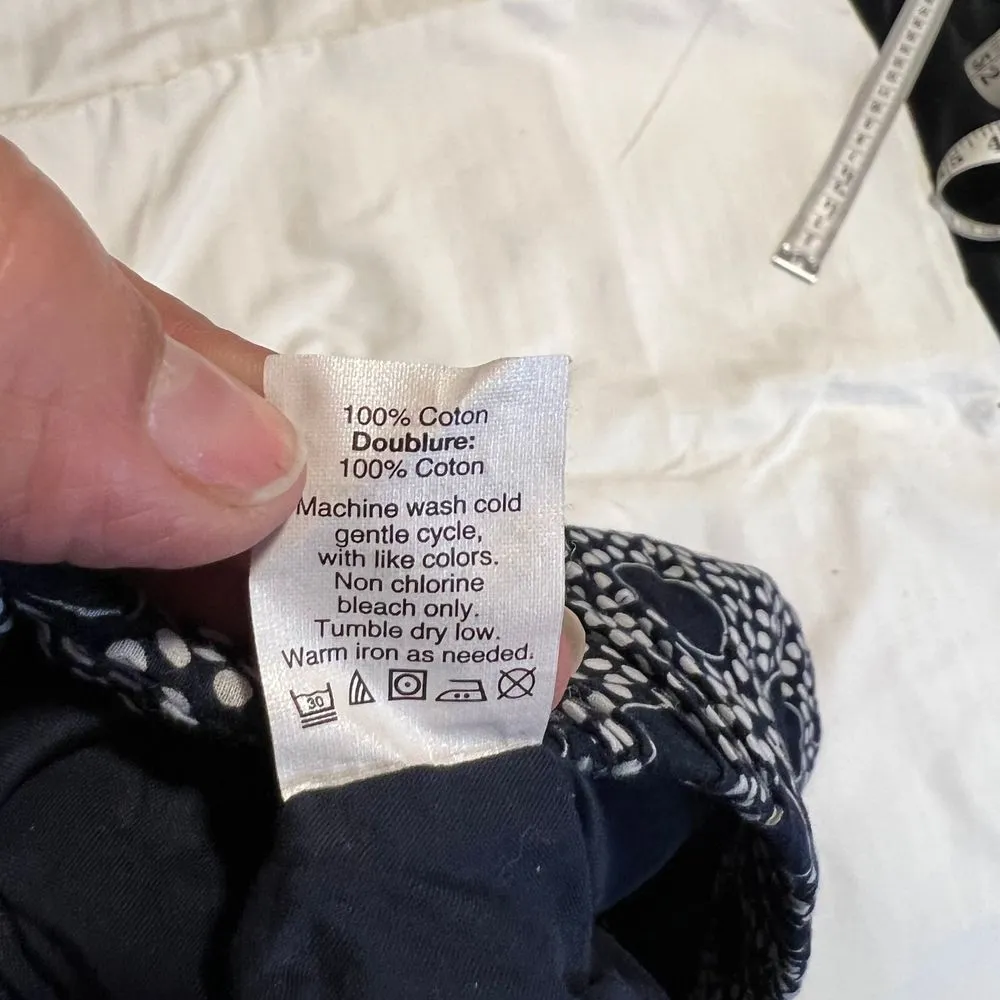 100% Coton
Doublure:
100% Coton
Machine wash cold
gentle cycle,
with like colors.
Non chlorine
bleach only.
Tumble dry low.
Warm iron as needed.
30